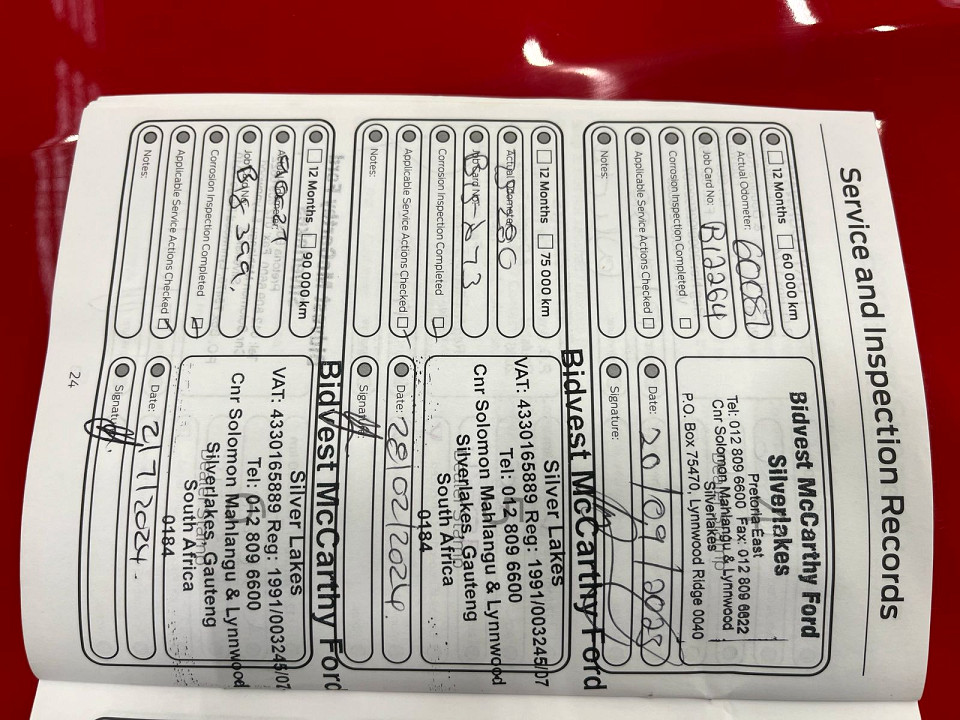 Service and Inspection Records
12 Months 60 000 km
Actual Odometer: 60087
Job Card No: B12264
Corrosion Inspection Completed
Applicable Service Actions Checked
Notes:
Bidvest McCarthy Ford
Silverlakes
Pretoria East
Tel: 012 809 6600 Fax: 012 809 6622
Cnr Solomon Mahlangu & Lynnwood
Silverlakes
P.O. Box 75470, Lynnwood Ridge 0040
Date: 20/09/2023
Signature:
12 Months 75 000 km
Actual Odometer:
Job Card No:
Corrosion Inspection Completed
Applicable Service Actions Checked
Notes:
Bidvest McCarthy Ford
Silver Lakes
VAT: 4330165889 Reg: 1991/003245/07
Tel: 012 809 6600
Cnr Solomon Mahlangu & Lynnwood
Silverlakes, Gauteng
South Africa
0184
Date: 28/02/2024
Signature:
12 Months 90 000 km
Job Card No:
Corrosion Inspection Completed
Applicable Service Actions Checked
Notes:
Bidvest McCarthy Ford
Silver Lakes
VAT: 4330165889 Reg: 1991/003245/07
Tel: 012 809 6600
Cnr Solomon Mahlangu & Lynnwood
Silverlakes, Gauteng
South Africa
0184
Date: 2/7/2024.
Signature:
24